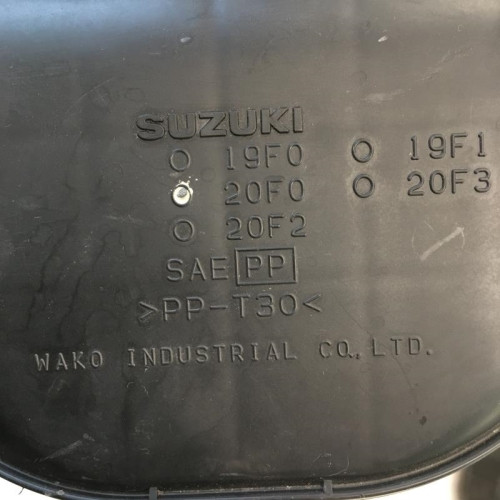 SUZUKI
○ 19F0 ○ 19F1
○ 20F0 ○ 20F3
○ 20F2
SAE PP
>PP-T30<
WAKO INDUSTRIAL CO., LTD.